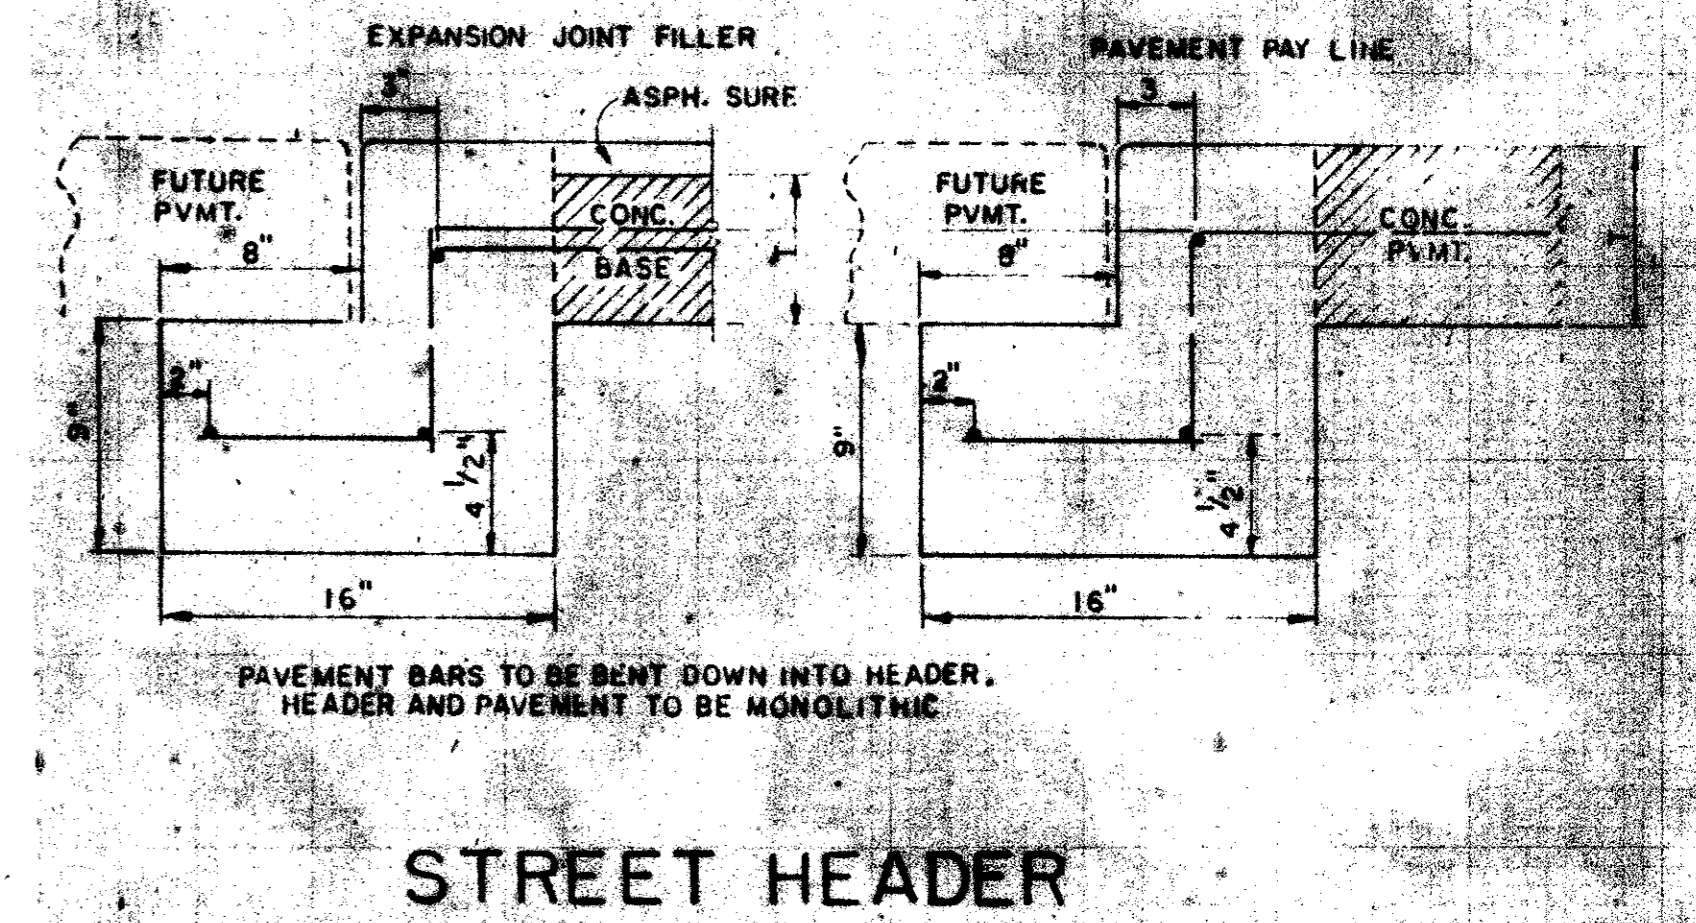 EXPANSION JOINT FILLER
3"
ASPH. SURF.
FUTURE
PVMT.
8"
CONC.
BASE
T
2"
9"
4 1/2"
16"
PAVEMENT PAY LINE
3
FUTURE
PVMT.
8"
CONC.
PVMT.
T
2"
9"
4 1/2"
16"
PAVEMENT BARS TO BE BENT DOWN INTO HEADER.
HEADER AND PAVEMENT TO BE MONOLITHIC
STREET HEADER